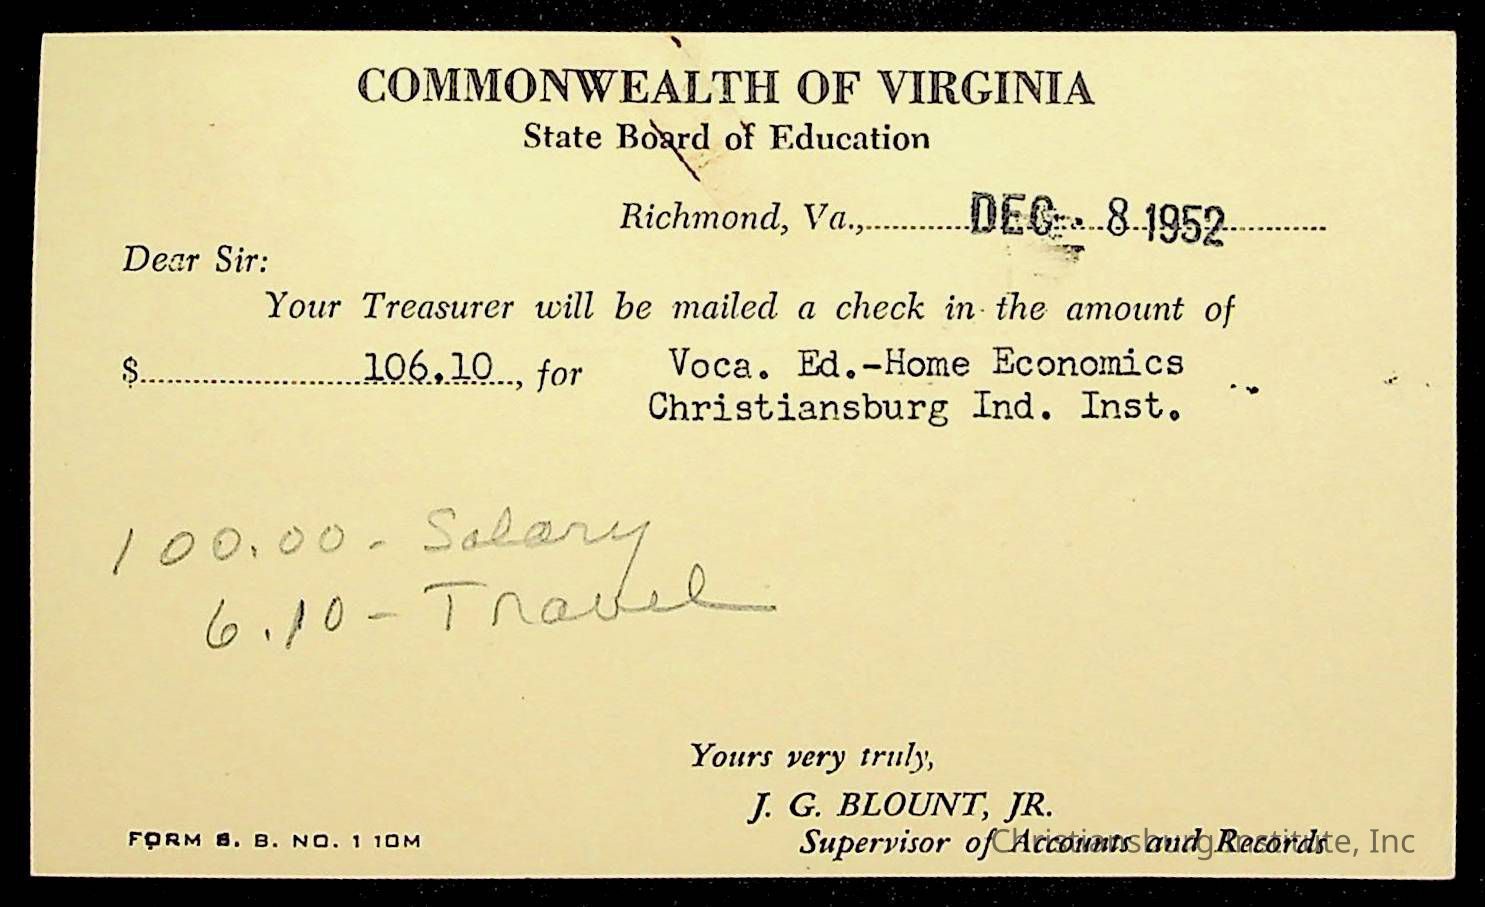 COMMONWEALTH OF VIRGINIA
State Board of Education
Richmond, Va., DEC 8 1952
Dear Sir:
Your Treasurer will be mailed a check in the amount of
$ 106.10, for Voca. Ed.-Home Economics
Christiansburg Ind. Inst.
100.00 - Salary
6.10 - Travel
Yours very truly,
J. G. BLOUNT, JR.
Supervisor of Accounts and Records
FORM S. B. NO. 1 10M
Christiansburg Institute, Inc